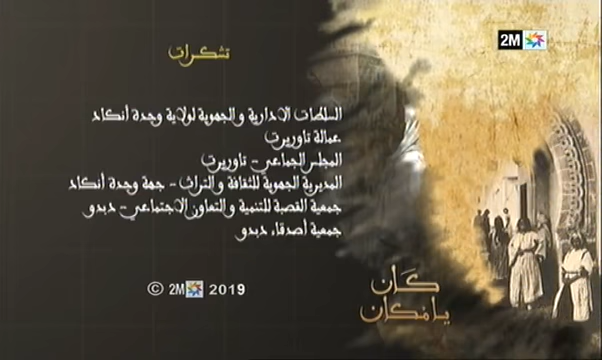 2M
تشكرات
السلطات الادارية والجهوية لولاية وجدة أنكاد
عمالة تاوريرت
المجلس الجماعي - تاوريرت
المديرية الجهوية للثقافة والتراث - جهة وجدة أنكاد
جمعية القصبة للتنمية والتعاون الاجتماعي - دبدو
جمعية أصدقاء دبدو
© 2M 2019
كان
يامكان